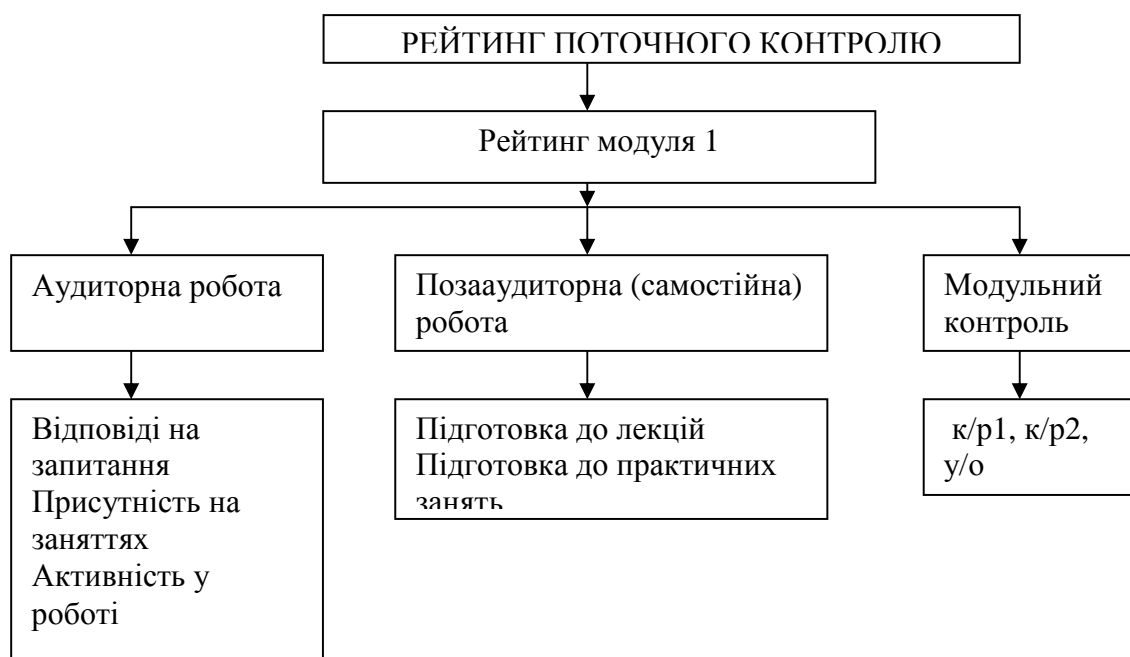 РЕЙТИНГ ПОТОЧНОГО КОНТРОЛЮ
Рейтинг модуля 1
Аудиторна робота
Позааудиторна (самостійна)
робота
Модульний
контроль
Відповіді на
запитання
Присутність на
заняттях
Активність у
роботі
Підготовка до лекцій
Підготовка до практичних
занять
к/р1, к/р2,
у/о